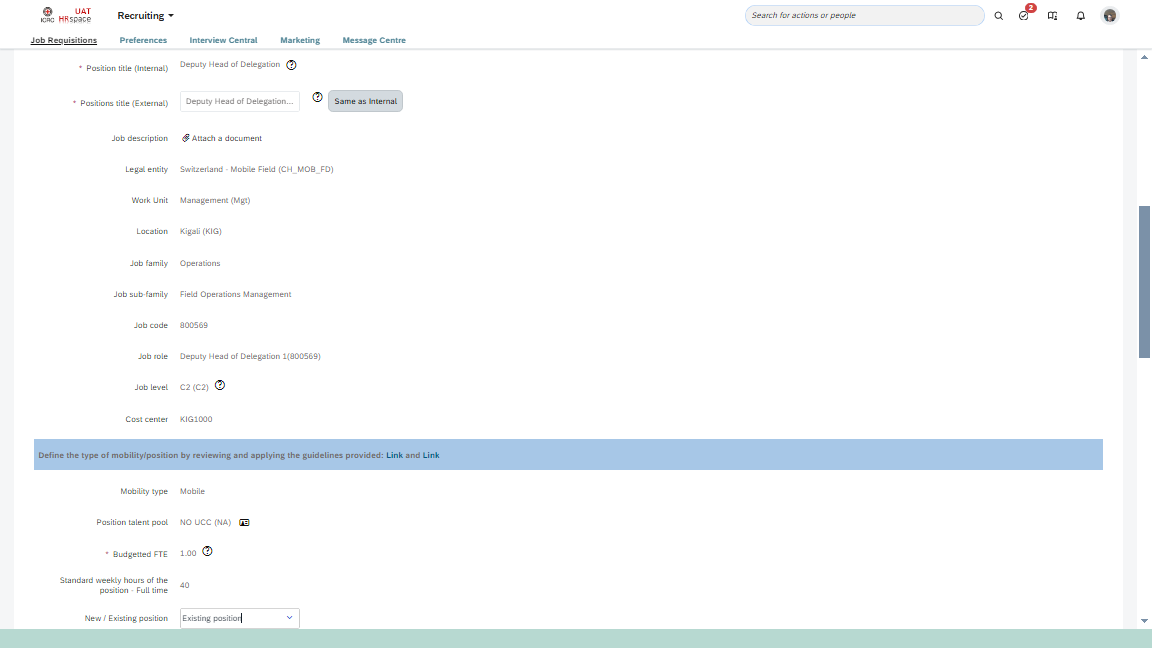 ICRC
UAT
HRspace
Recruiting
Search for actions or people
2
Job Requisitions
Preferences
Interview Central
Marketing
Message Centre
* Position title (Internal)
Deputy Head of Delegation
* Positions title (External)
Deputy Head of Delegation...
Same as Internal
Job description
Attach a document
Legal entity
Switzerland - Mobile Field (CH_MOB_FD)
Work Unit
Management (Mgt)
Location
Kigali (KIG)
Job family
Operations
Job sub-family
Field Operations Management
Job code
800569
Job role
Deputy Head of Delegation 1(800569)
Job level
C2 (C2)
Cost center
KIG1000
Define the type of mobility/position by reviewing and applying the guidelines provided: Link and Link
Mobility type
Mobile
Position talent pool
NO UCC (NA)
* Budgetted FTE
1.00
Standard weekly hours of the
position - Full time
40
New / Existing position
Existing position